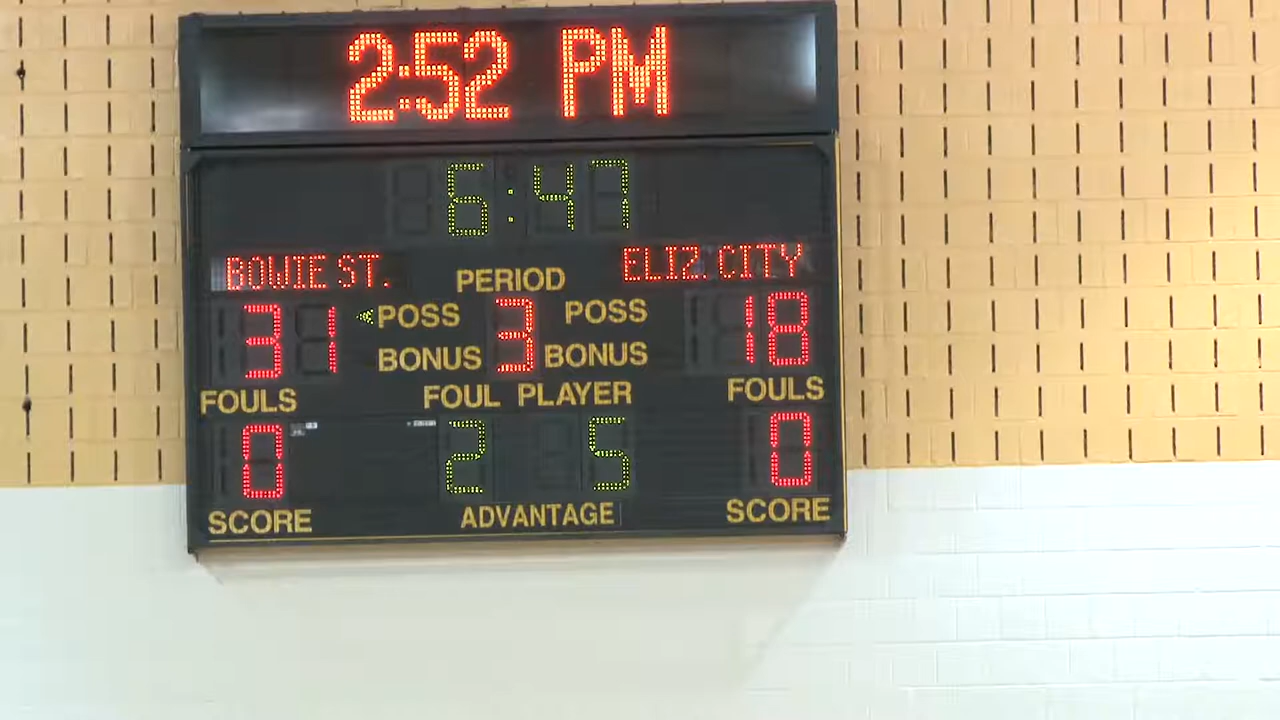 2:52 PM
6:47
BOWIE ST.
ELIZ. CITY
PERIOD
31 POSS 3 POSS 18
BONUS BONUS
FOULS FOUL PLAYER FOULS
0 2 5 0
SCORE ADVANTAGE SCORE